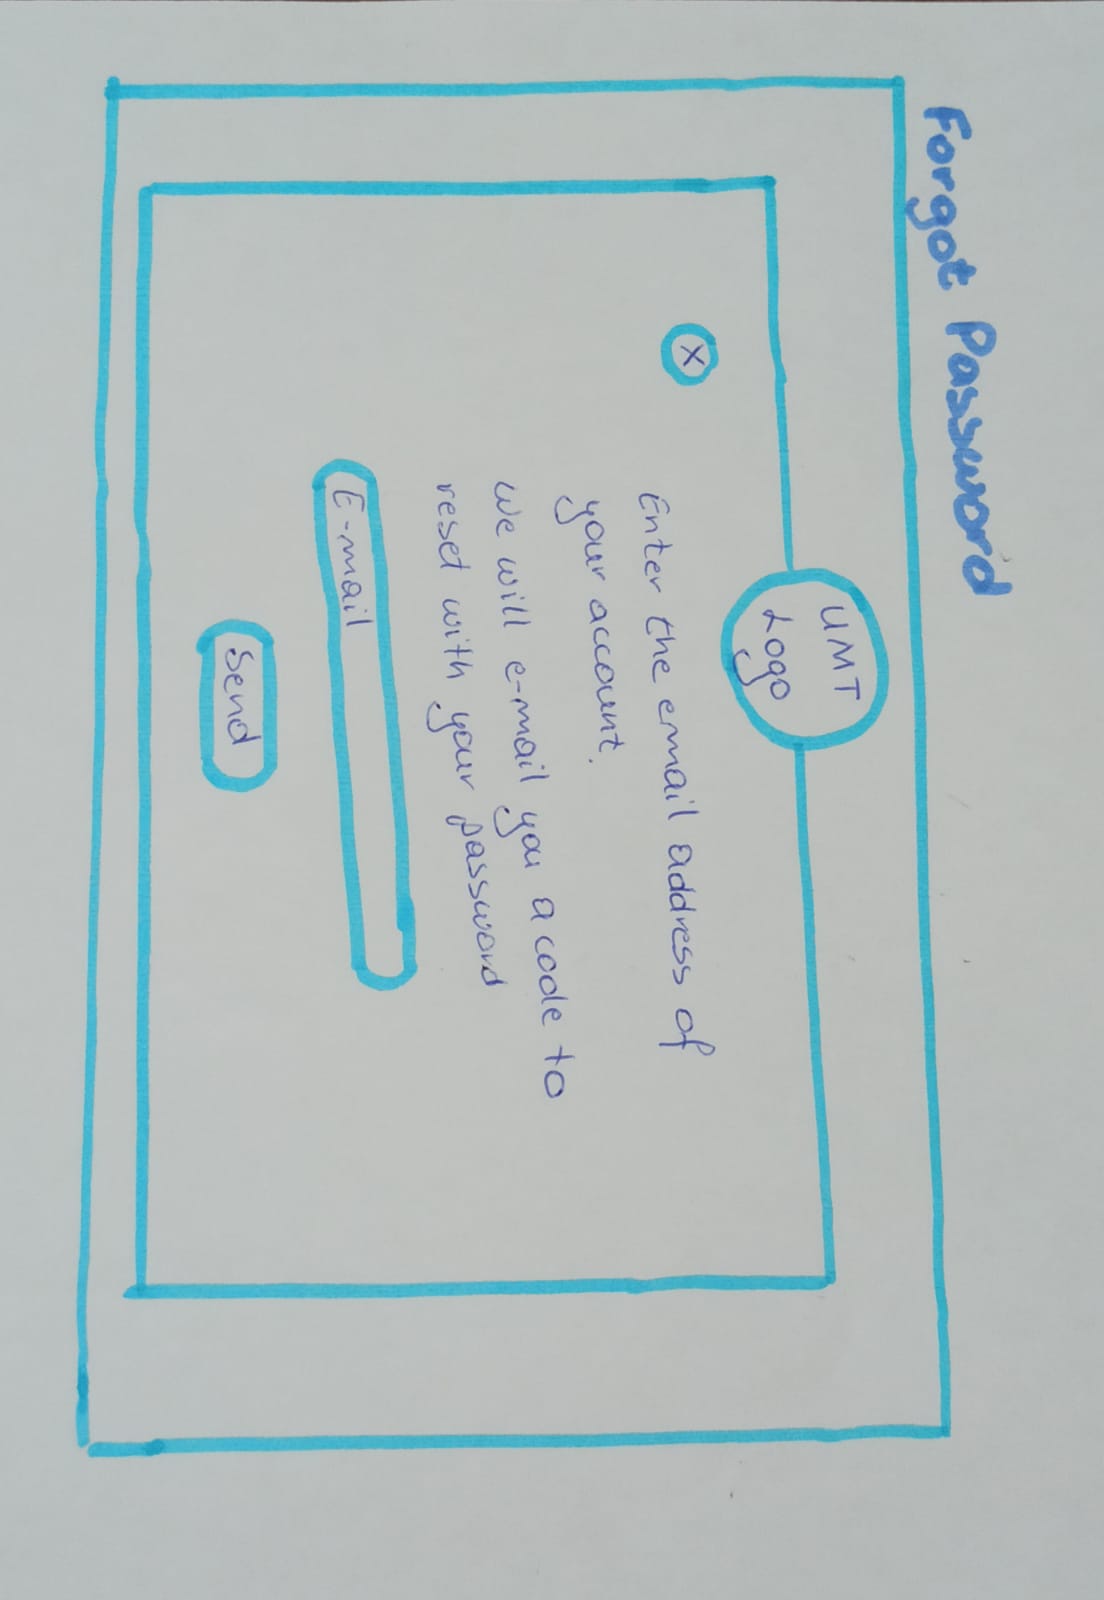 Forgot Password
UMT
Logo
X
Enter the email address of
your account.
We will e-mail you a code to
reset with your password
E-mail
Send